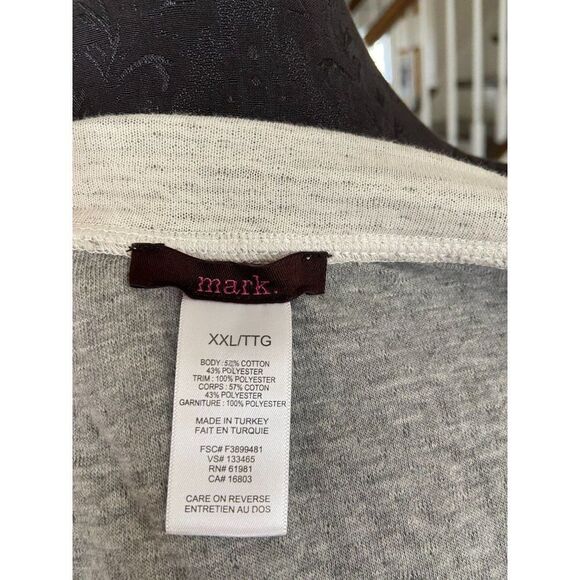 mark.
XXL/TTG
BODY : 57% COTTON
43% POLYESTER
TRIM : 100% POLYESTER
CORPS : 57% COTON
43% POLYESTER
GARNITURE : 100% POLYESTER
MADE IN TURKEY
FAIT EN TURQUIE
FSC# F3899481
VS# 133465
RN# 61981
CA# 16803
CARE ON REVERSE
ENTRETIEN AU DOS